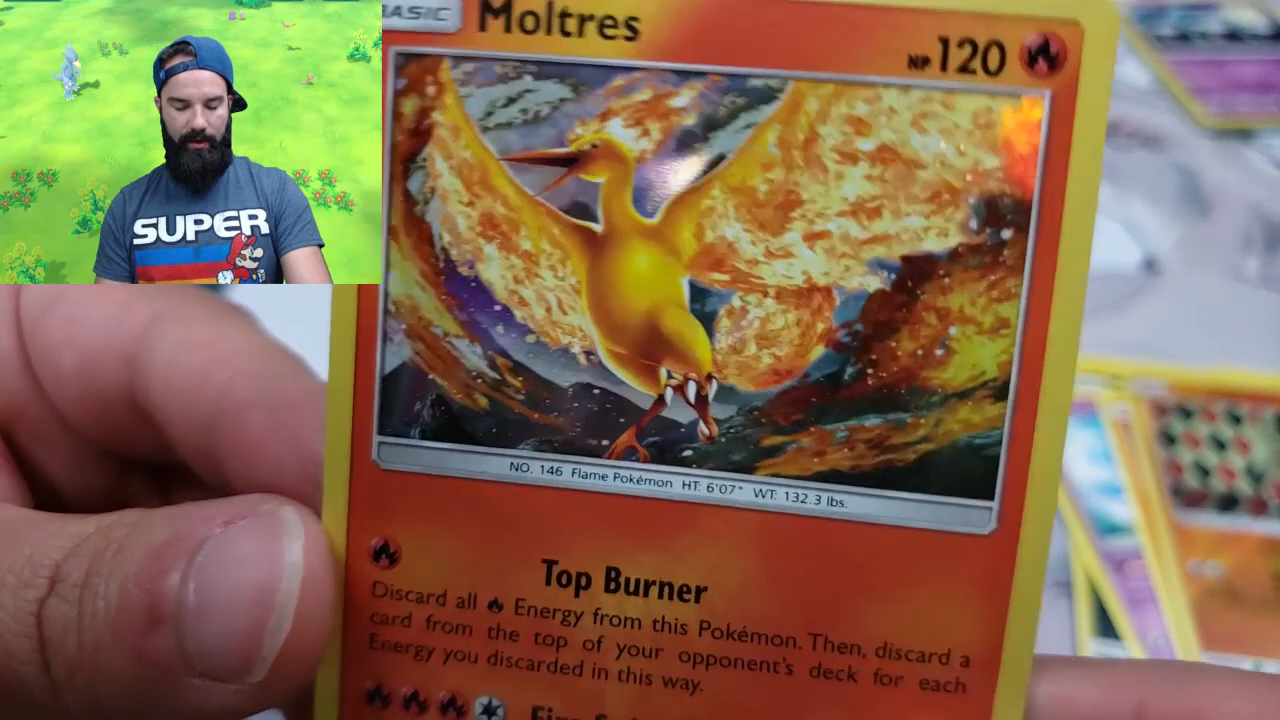 BASIC
Moltres
HP 120
SUPER
NO. 146 Flame Pokémon HT: 6'07" WT: 132.3 lbs.
Top Burner
Discard all Energy from this Pokémon. Then, discard a
card from the top of your opponent's deck for each
Energy you discarded in this way.